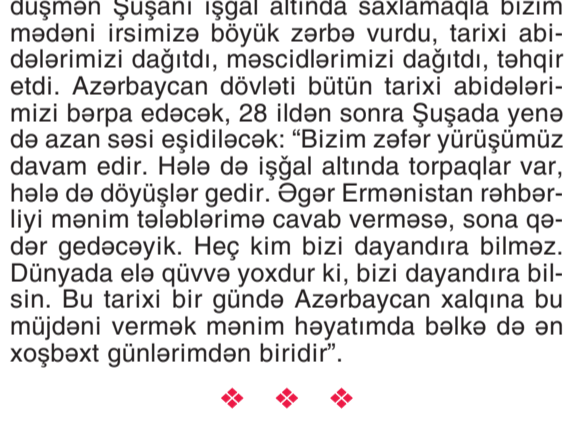 düşmən Şuşanı işğal altında saxlamaqla bizim
mədəni irsimizə böyük zərbə vurdu, tarixi abi-
dələrimizi dağıtdı, məscidlərimizi dağıtdı, təhqir
etdi. Azərbaycan dövləti bütün tarixi abidələri-
mizi bərpa edəcək, 28 ildən sonra Şuşada yenə
də azan səsi eşidiləcək: “Bizim zəfər yürüşümüz
davam edir. Hələ də işğal altında torpaqlar var,
hələ də döyüşlər gedir. Əgər Ermənistan rəhbər-
liyi mənim tələblərimə cavab verməsə, sona qə-
dər gedəcəyik. Heç kim bizi dayandıra bilməz.
Dünyada elə qüvvə yoxdur ki, bizi dayandıra bil-
sin. Bu tarixi bir gündə Azərbaycan xalqına bu
müjdəni vermək mənim həyatımda bəlkə də ən
xoşbəxt günlərimdən biridir”.